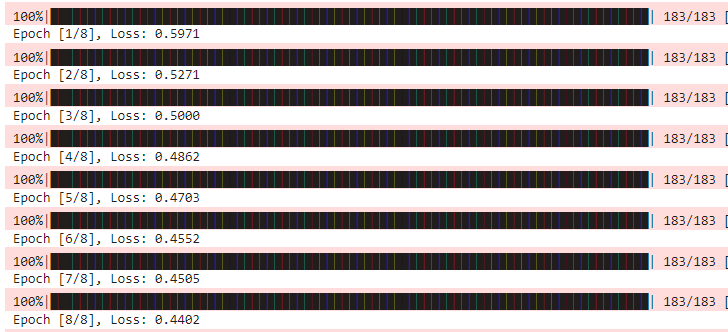 100%| | 183/183 [
Epoch [1/8], Loss: 0.5971
100%| | 183/183 [
Epoch [2/8], Loss: 0.5271
100%| | 183/183 [
Epoch [3/8], Loss: 0.5000
100%| | 183/183 [
Epoch [4/8], Loss: 0.4862
100%| | 183/183 [
Epoch [5/8], Loss: 0.4703
100%| | 183/183 [
Epoch [6/8], Loss: 0.4552
100%| | 183/183 [
Epoch [7/8], Loss: 0.4505
100%| | 183/183 [
Epoch [8/8], Loss: 0.4402